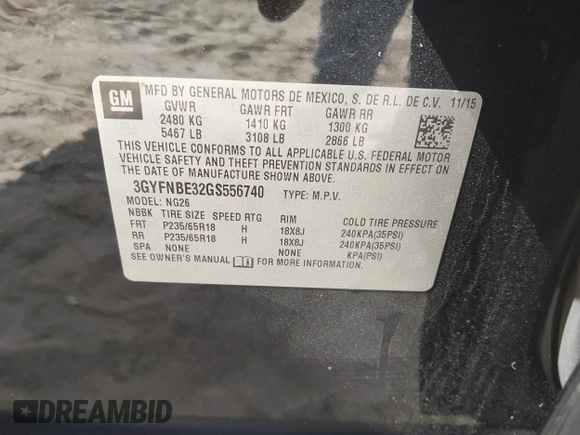 GM
MFD BY GENERAL MOTORS DE MEXICO, S. DE R.L. DE C.V. 11/15
GVWR GAWR FRT GAWR RR
2480 KG 1410 KG 1300 KG
5467 LB 3108 LB 2866 LB
THIS VEHICLE CONFORMS TO ALL APPLICABLE U.S. FEDERAL MOTOR
VEHICLE SAFETY AND THEFT PREVENTION STANDARDS IN EFFECT ON
THE DATE OF MANUFACTURE SHOWN ABOVE.
3GYFNBE32GS556740 TYPE: M.P.V.
MODEL: NG26
NBBK TIRE SIZE SPEED RTG RIM COLD TIRE PRESSURE
FRT P235/65R18 H 18X8J 240KPA(35PSI)
RR P235/65R18 H 18X8J 240KPA(35PSI)
SPA NONE NONE KPA(PSI)
SEE OWNER'S MANUAL FOR MORE INFORMATION.
DREAMBID